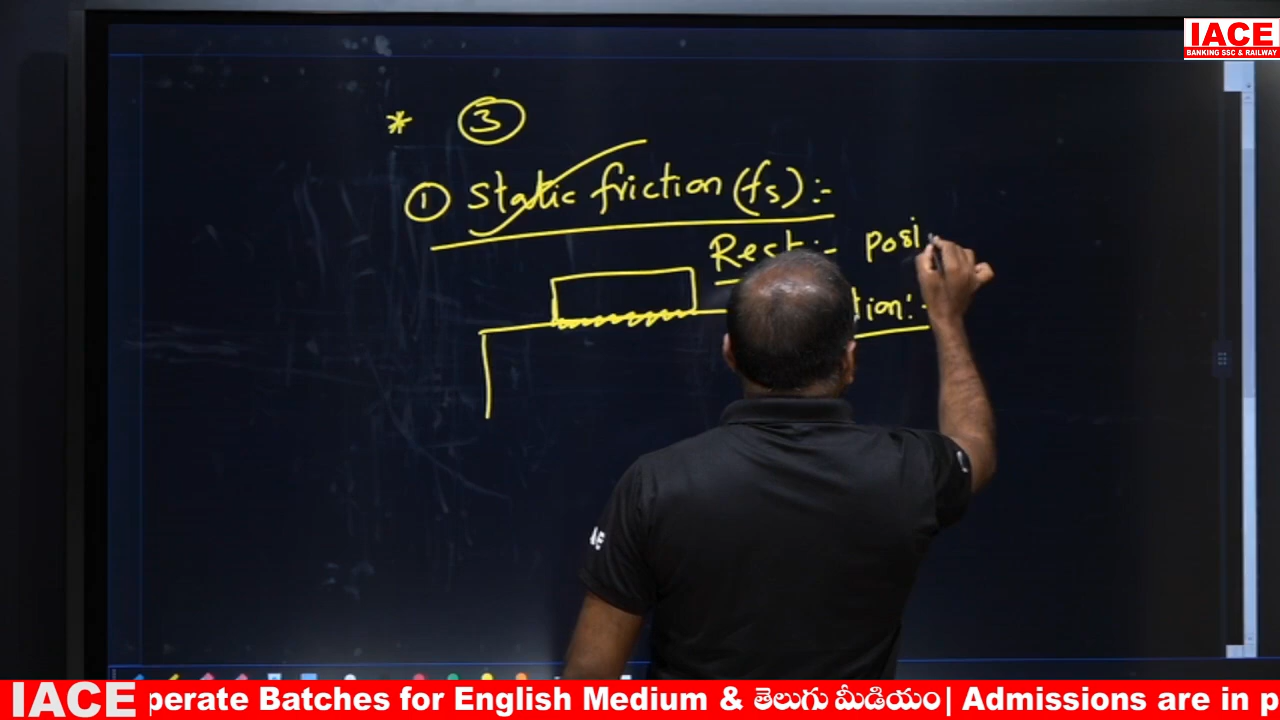 IACE
BANKING SSC & RAILWAY
* 3
1 Static friction (fs) :-
Rest :- posi
tion :-
IACE
perate Batches for English Medium & తెలుగు మీడియం| Admissions are in p